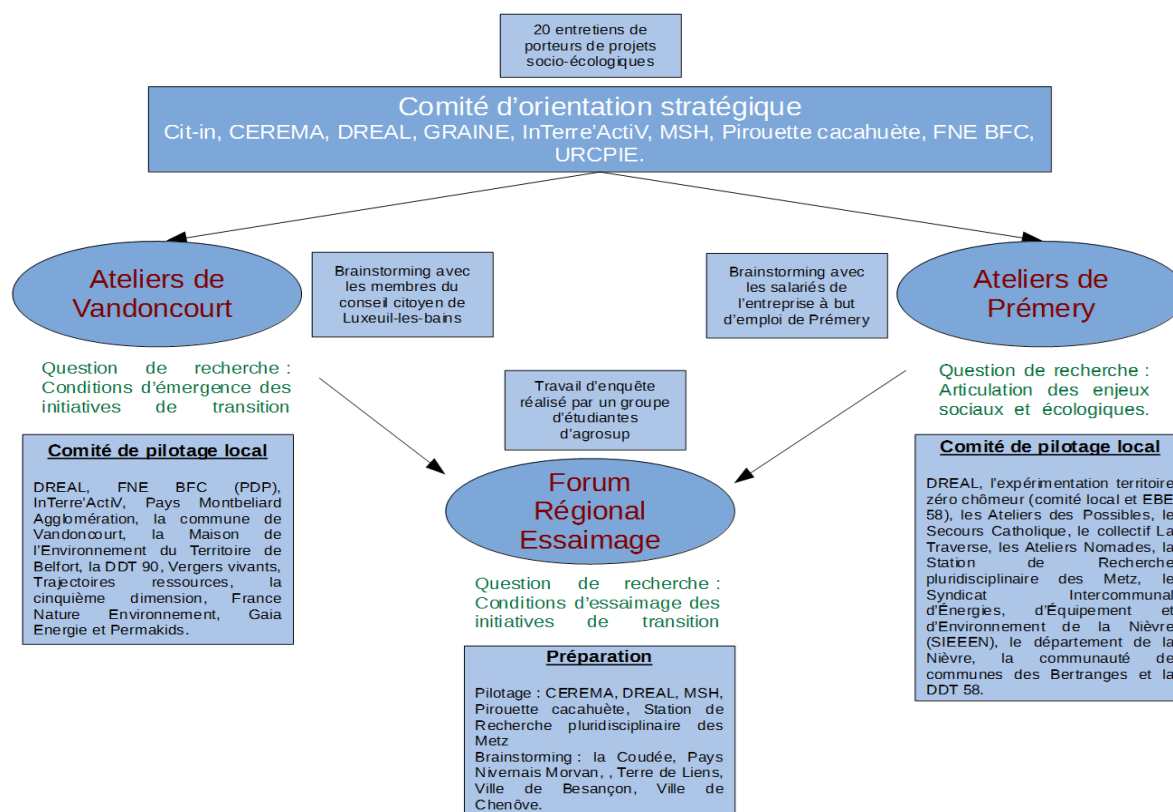 20 entretiens de
porteurs de projets
socio-écologiques
Comité d'orientation stratégique
Cit-in, CEREMA, DREAL, GRAINE, InTerre'ActiV, MSH, Pirouette cacahuète, FNE BFC,
URCPIE.
Ateliers de
Vandoncourt
Brainstorming avec
les membres du
conseil citoyen de
Luxeuil-les-bains
Brainstorming avec
les salariés de
l'entreprise à but
d'emploi de Prémery
Ateliers de
Prémery
Question de recherche :
Conditions d'émergence des
initiatives de transition
Travail d'enquête
réalisé par un groupe
d'étudiantes
d'agrosup
Question de recherche :
Articulation des enjeux
sociaux et écologiques.
Comité de pilotage local
DREAL, FNE BFC (PDP),
InTerre'ActiV, Pays Montbeliard
Agglomération, la commune de
Vandoncourt, la Maison de
l'Environnement du Territoire de
Belfort, la DDT 90, Vergers vivants,
Trajectoires ressources, la
cinquième dimension, France
Nature Environnement, Gaia
Energie et Permakids.
Forum
Régional
Essaimage
Question de recherche :
Conditions d'essaimage des
initiatives de transition
Préparation
Pilotage : CEREMA, DREAL, MSH,
Pirouette cacahuète, Station de
Recherche pluridisciplinaire des
Metz
Brainstorming : la Coudée, Pays
Nivernais Morvan, , Terre de Liens,
Ville de Besançon, Ville de
Chenôve.
Comité de pilotage local
DREAL, l'expérimentation territoire
zéro chômeur (comité local et EBE
58), les Ateliers des Possibles, le
Secours Catholique, le collectif La
Traverse, les Ateliers Nomades, la
Station de Recherche
pluridisciplinaire des Metz, le
Syndicat Intercommunal
d'Énergies, d'Équipement et
d'Environnement de la Nièvre
(SIEEEN), le département de la
Nièvre, la communauté de
communes des Bertranges et la
DDT 58.